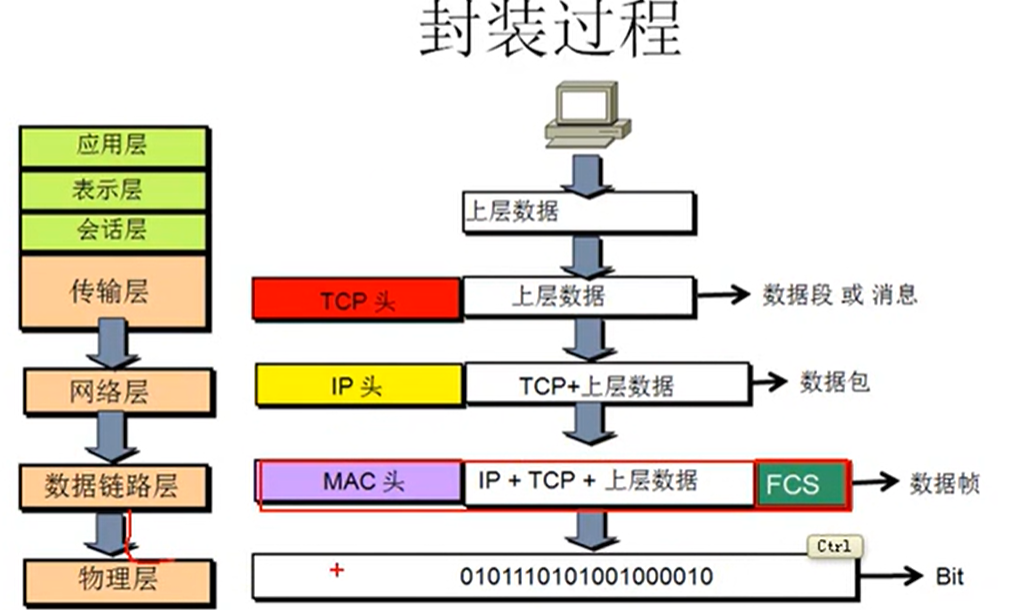 封装过程
应用层
表示层
会话层
上层数据
传输层
TCP 头
上层数据
数据段 或 消息
网络层
IP 头
TCP+上层数据
数据包
数据链路层
MAC 头
IP + TCP + 上层数据
FCS
数据帧
Ctrl
物理层
0101110101001000010
Bit